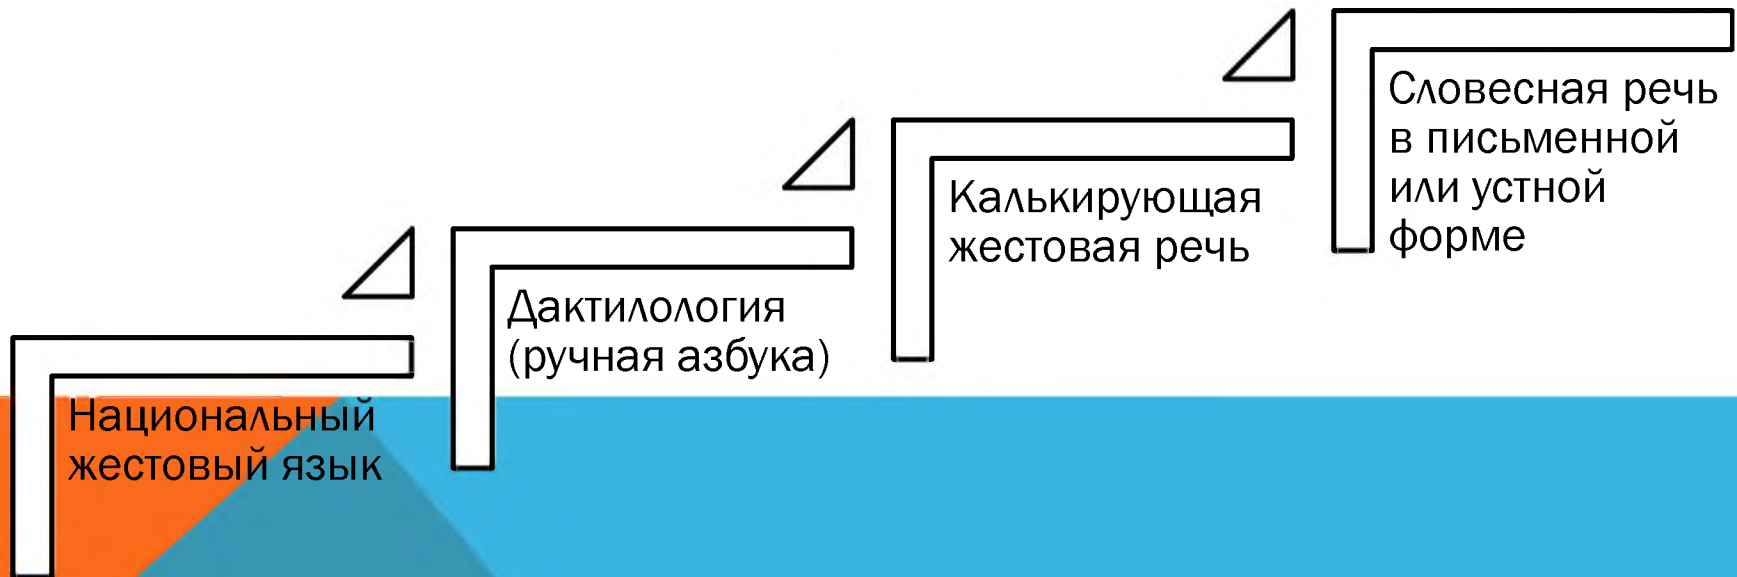 Национальный
жестовый язык
Дактилология
(ручная азбука)
Калькирующая
жестовая речь
Словесная речь
в письменной
или устной
форме